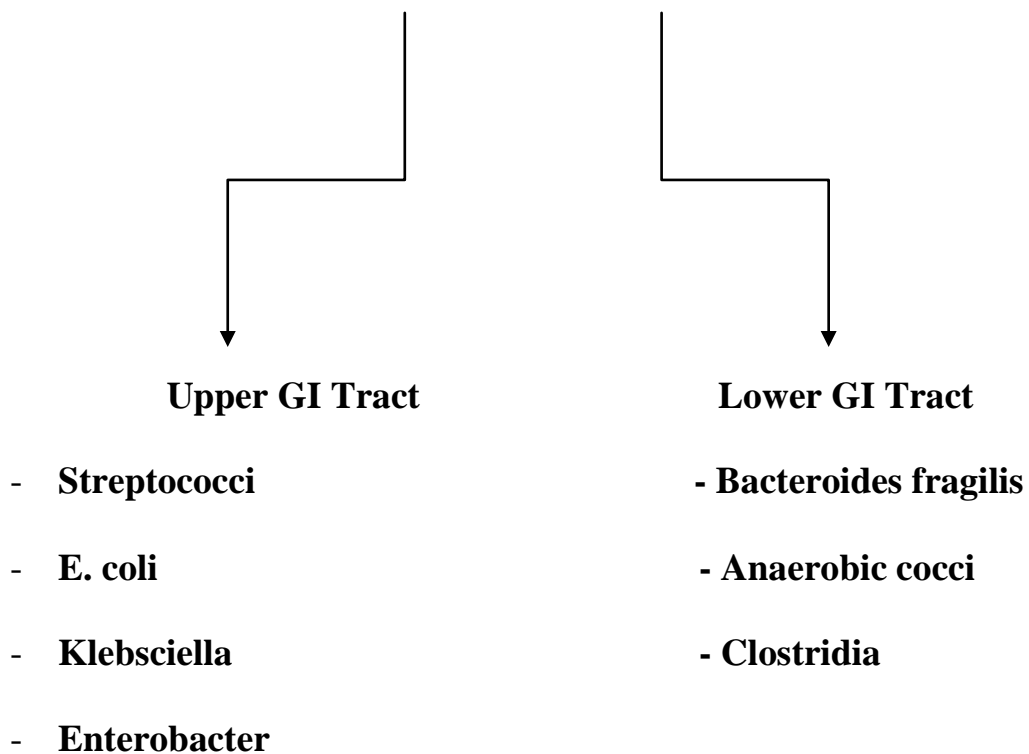 Upper GI Tract
- Streptococci
- E. coli
- Klebsciella
- Enterobacter
Lower GI Tract
- Bacteroides fragilis
- Anaerobic cocci
- Clostridia